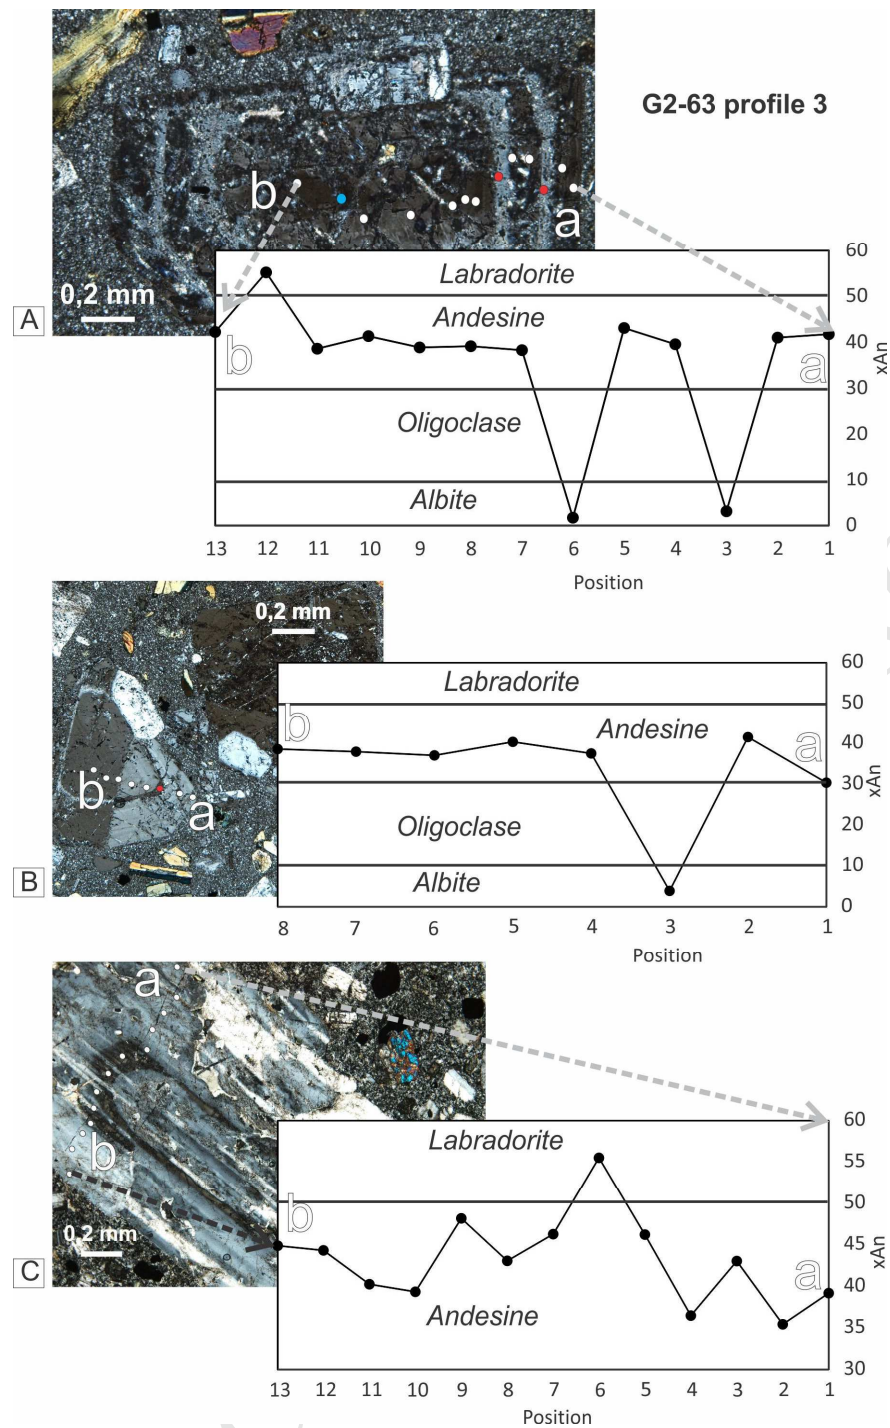 G2-63 profile 3
b
a
0,2 mm
A
Labradorite
Andesine
Oligoclase
Albite
b
a
60
50
40
30
20
10
0
xAn
13 12 11 10 9 8 7 6 5 4 3 2 1
Position
0,2 mm
b
a
B
Labradorite
Andesine
Oligoclase
Albite
b
a
60
50
40
30
20
10
0
xAn
8 7 6 5 4 3 2 1
Position
a
b
0,2 mm
C
Labradorite
Andesine
b
a
60
55
50
45
40
35
30
xAn
13 12 11 10 9 8 7 6 5 4 3 2 1
Position